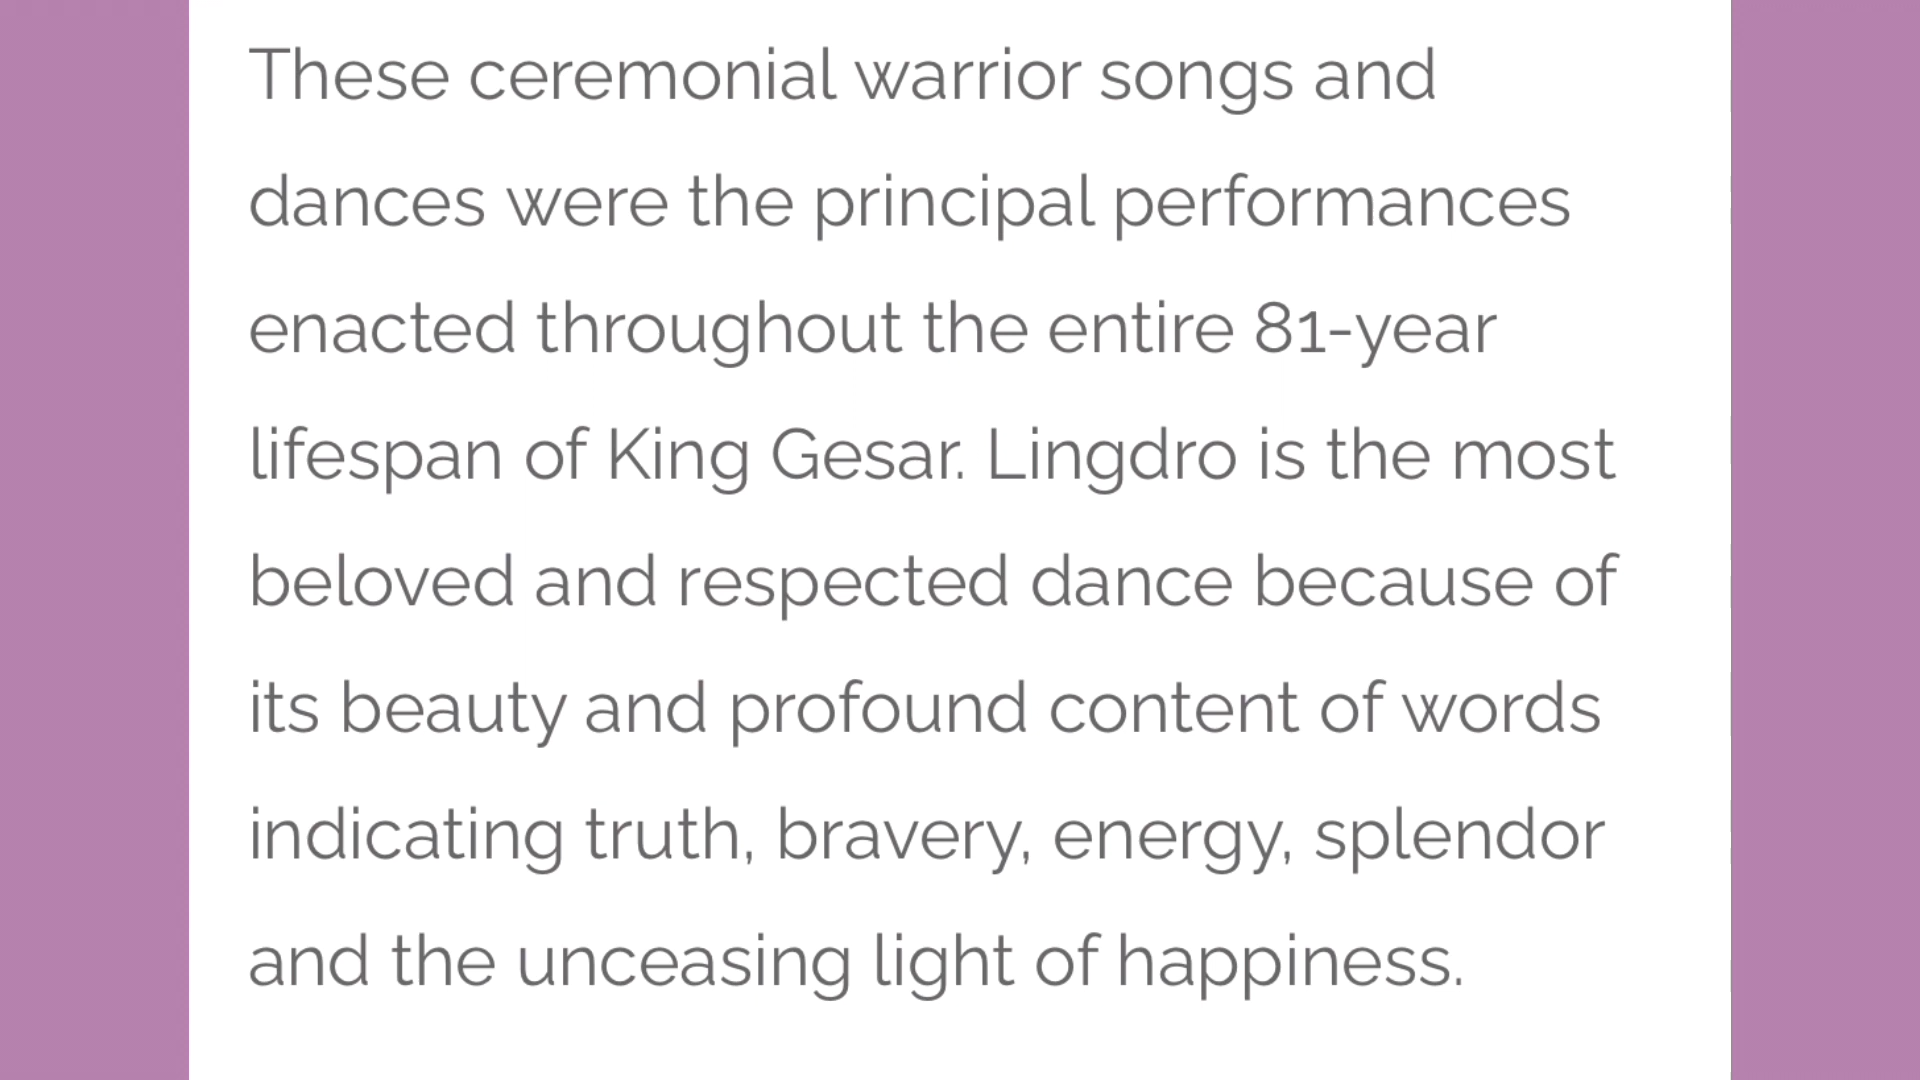 These ceremonial warrior songs and
dances were the principal performances
enacted throughout the entire 81-year
lifespan of King Gesar. Lingdro is the most
beloved and respected dance because of
its beauty and profound content of words
indicating truth, bravery, energy, splendor
and the unceasing light of happiness.